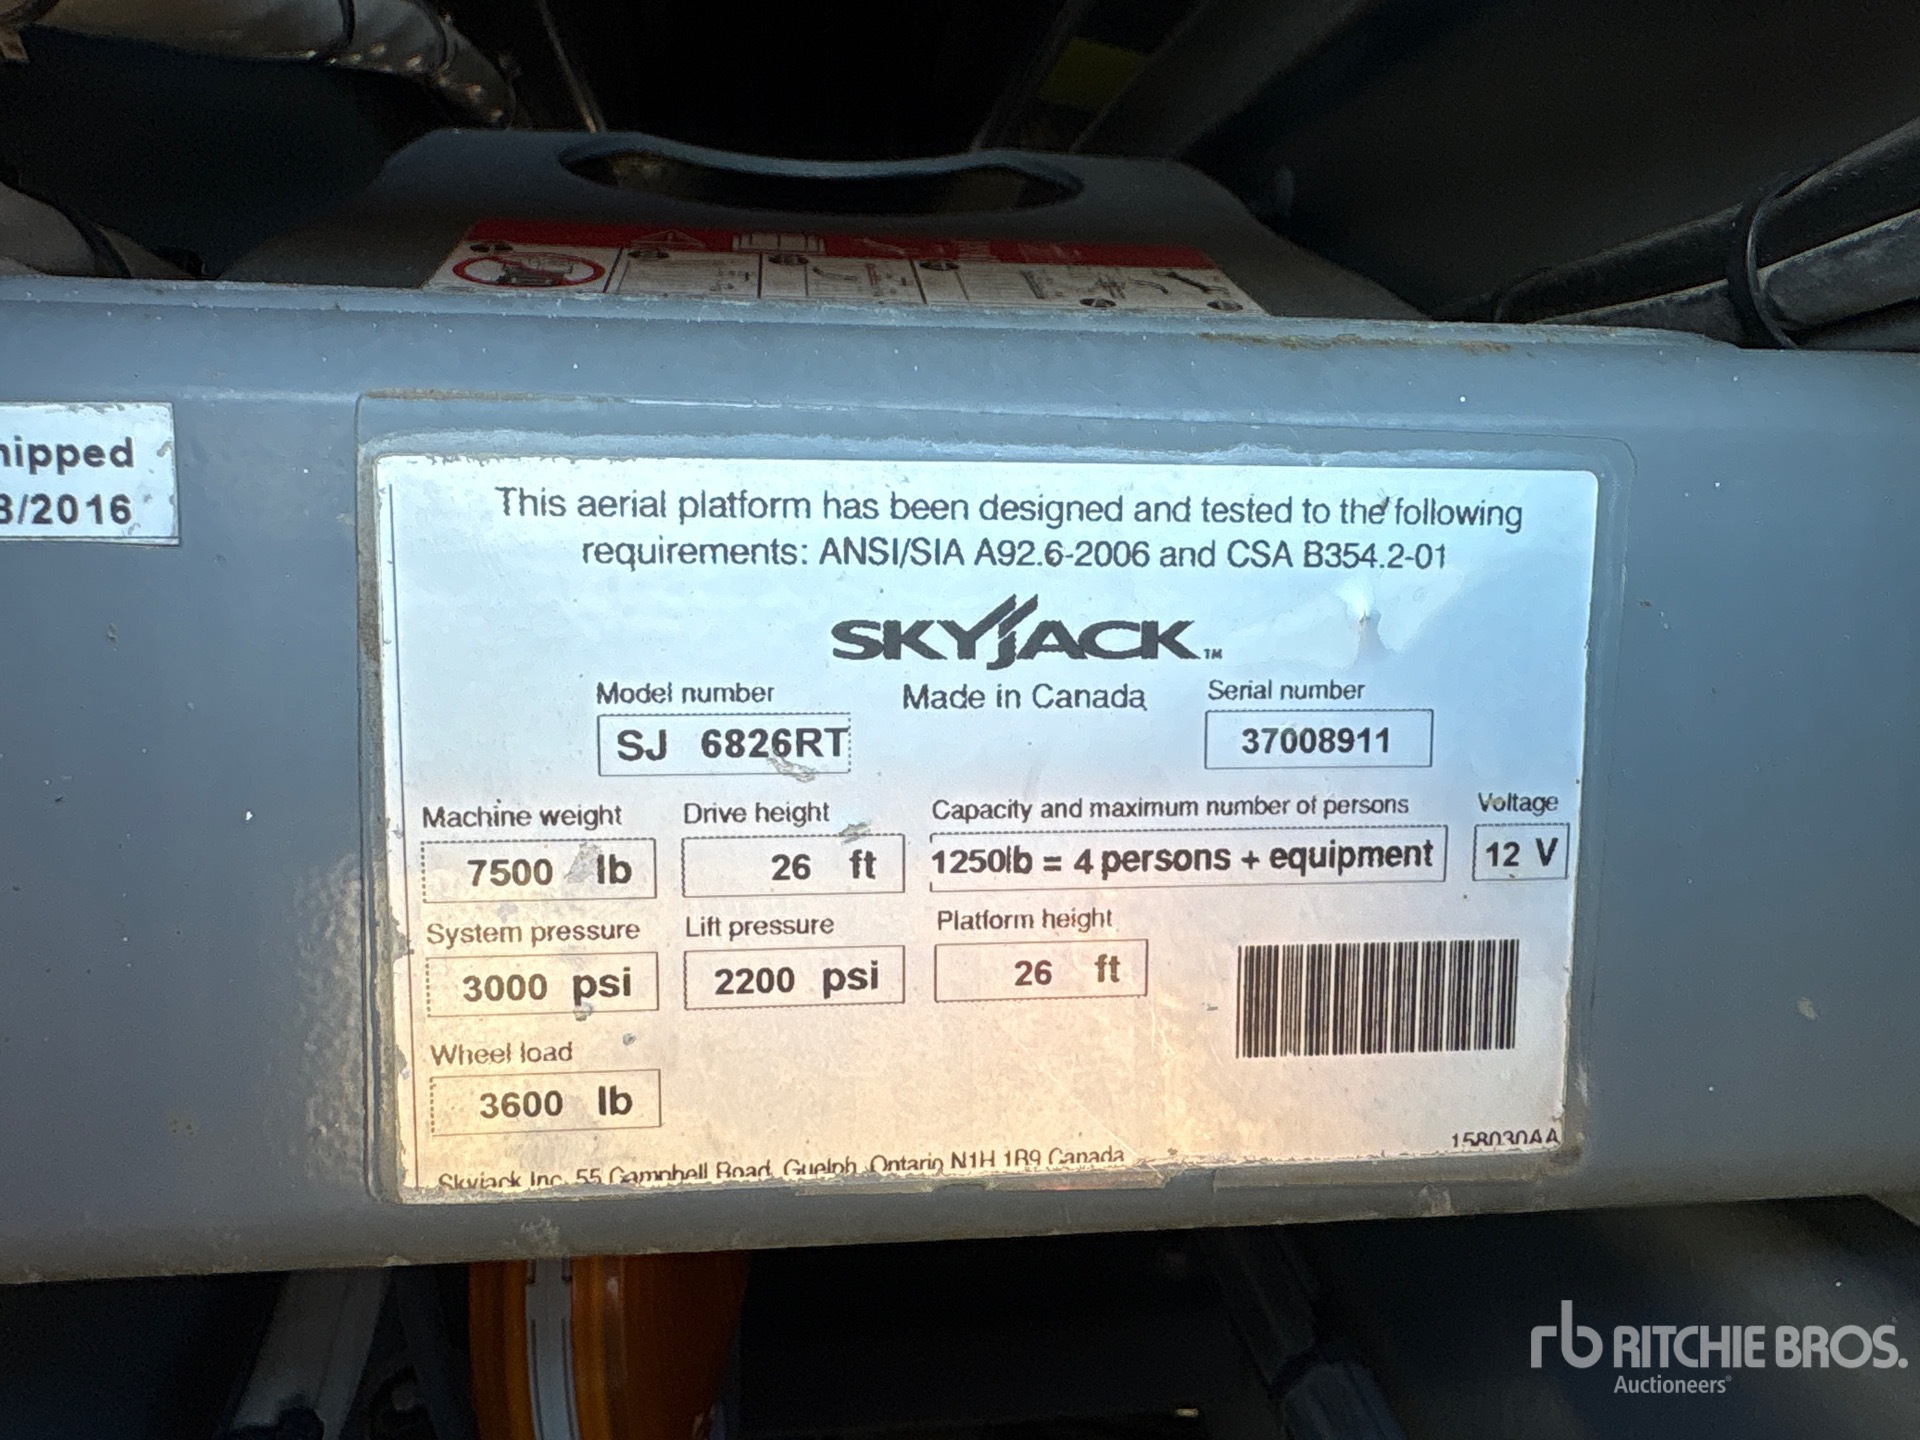 hipped
3/2016
This aerial platform has been designed and tested to the following
requirements: ANSI/SIA A92.6-2006 and CSA B354.2-01
SKYJACK™
Model number
Made in Canada
Serial number
SJ 6826RT
37008911
Machine weight
Drive height
Capacity and maximum number of persons
Voltage
7500 lb
26 ft
1250lb = 4 persons + equipment
12 V
System pressure
Lift pressure
Platform height
3000 psi
2200 psi
26 ft
Wheel load
3600 lb
158030AA
Skyjack Inc. 55 Campbell Road, Guelph, Ontario N1H 1R9 Canada
rb RITCHIE BROS.
Auctioneers®